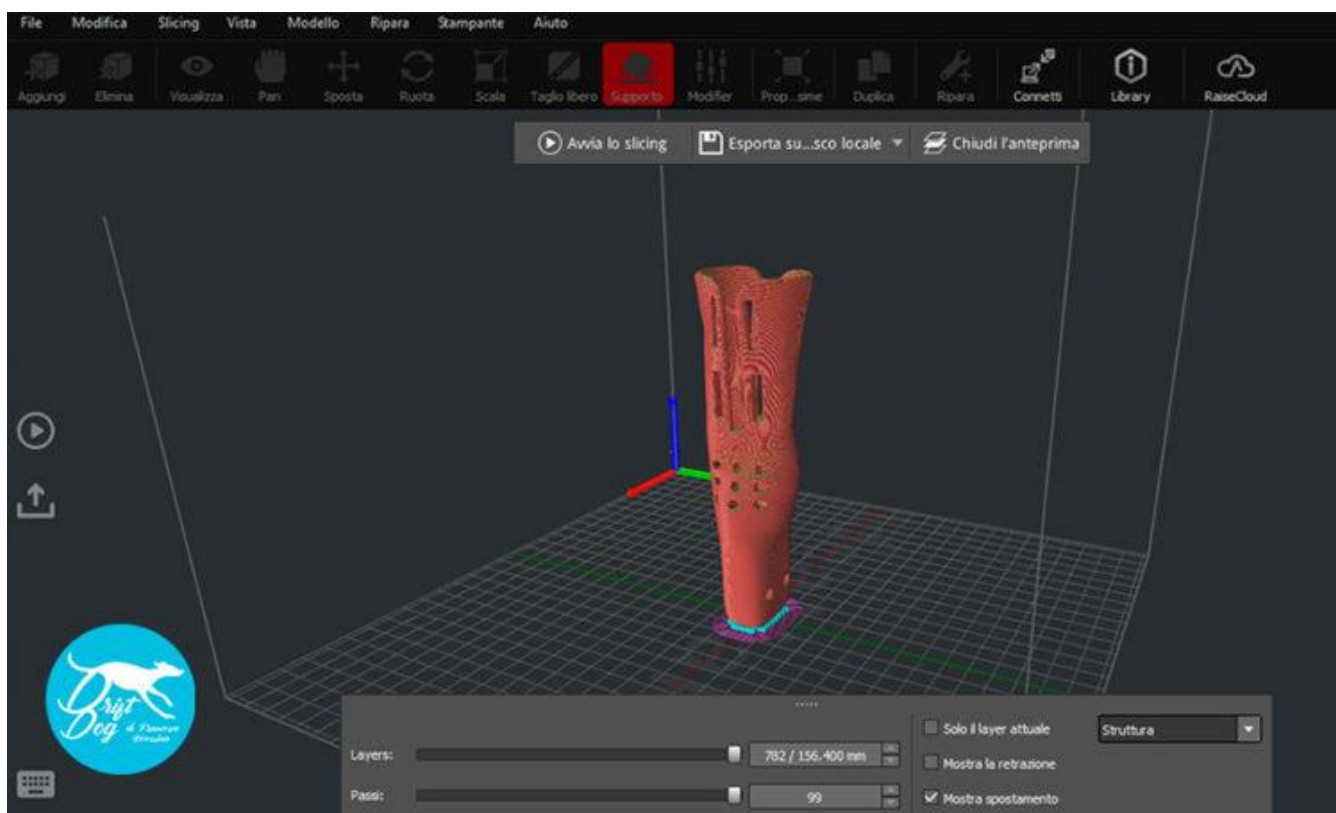 File Modifica Slicing Vista Modello Ripara Stampante Aiuto
Aggiungi Elimina Visualizza Pan Sposta Ruota Scala Taglio libero Supporto Modifier Prop...sime Duplica Ripara Connetti Library RaiseCloud
Avvia lo slicing Esporta su...sco locale Chiudi l'anteprima
Drift
Dog di Francesco
Layers: 782 / 156.400 mm
Passi: 99
Solo il layer attuale Struttura
Mostra la retrazione
Mostra spostamento